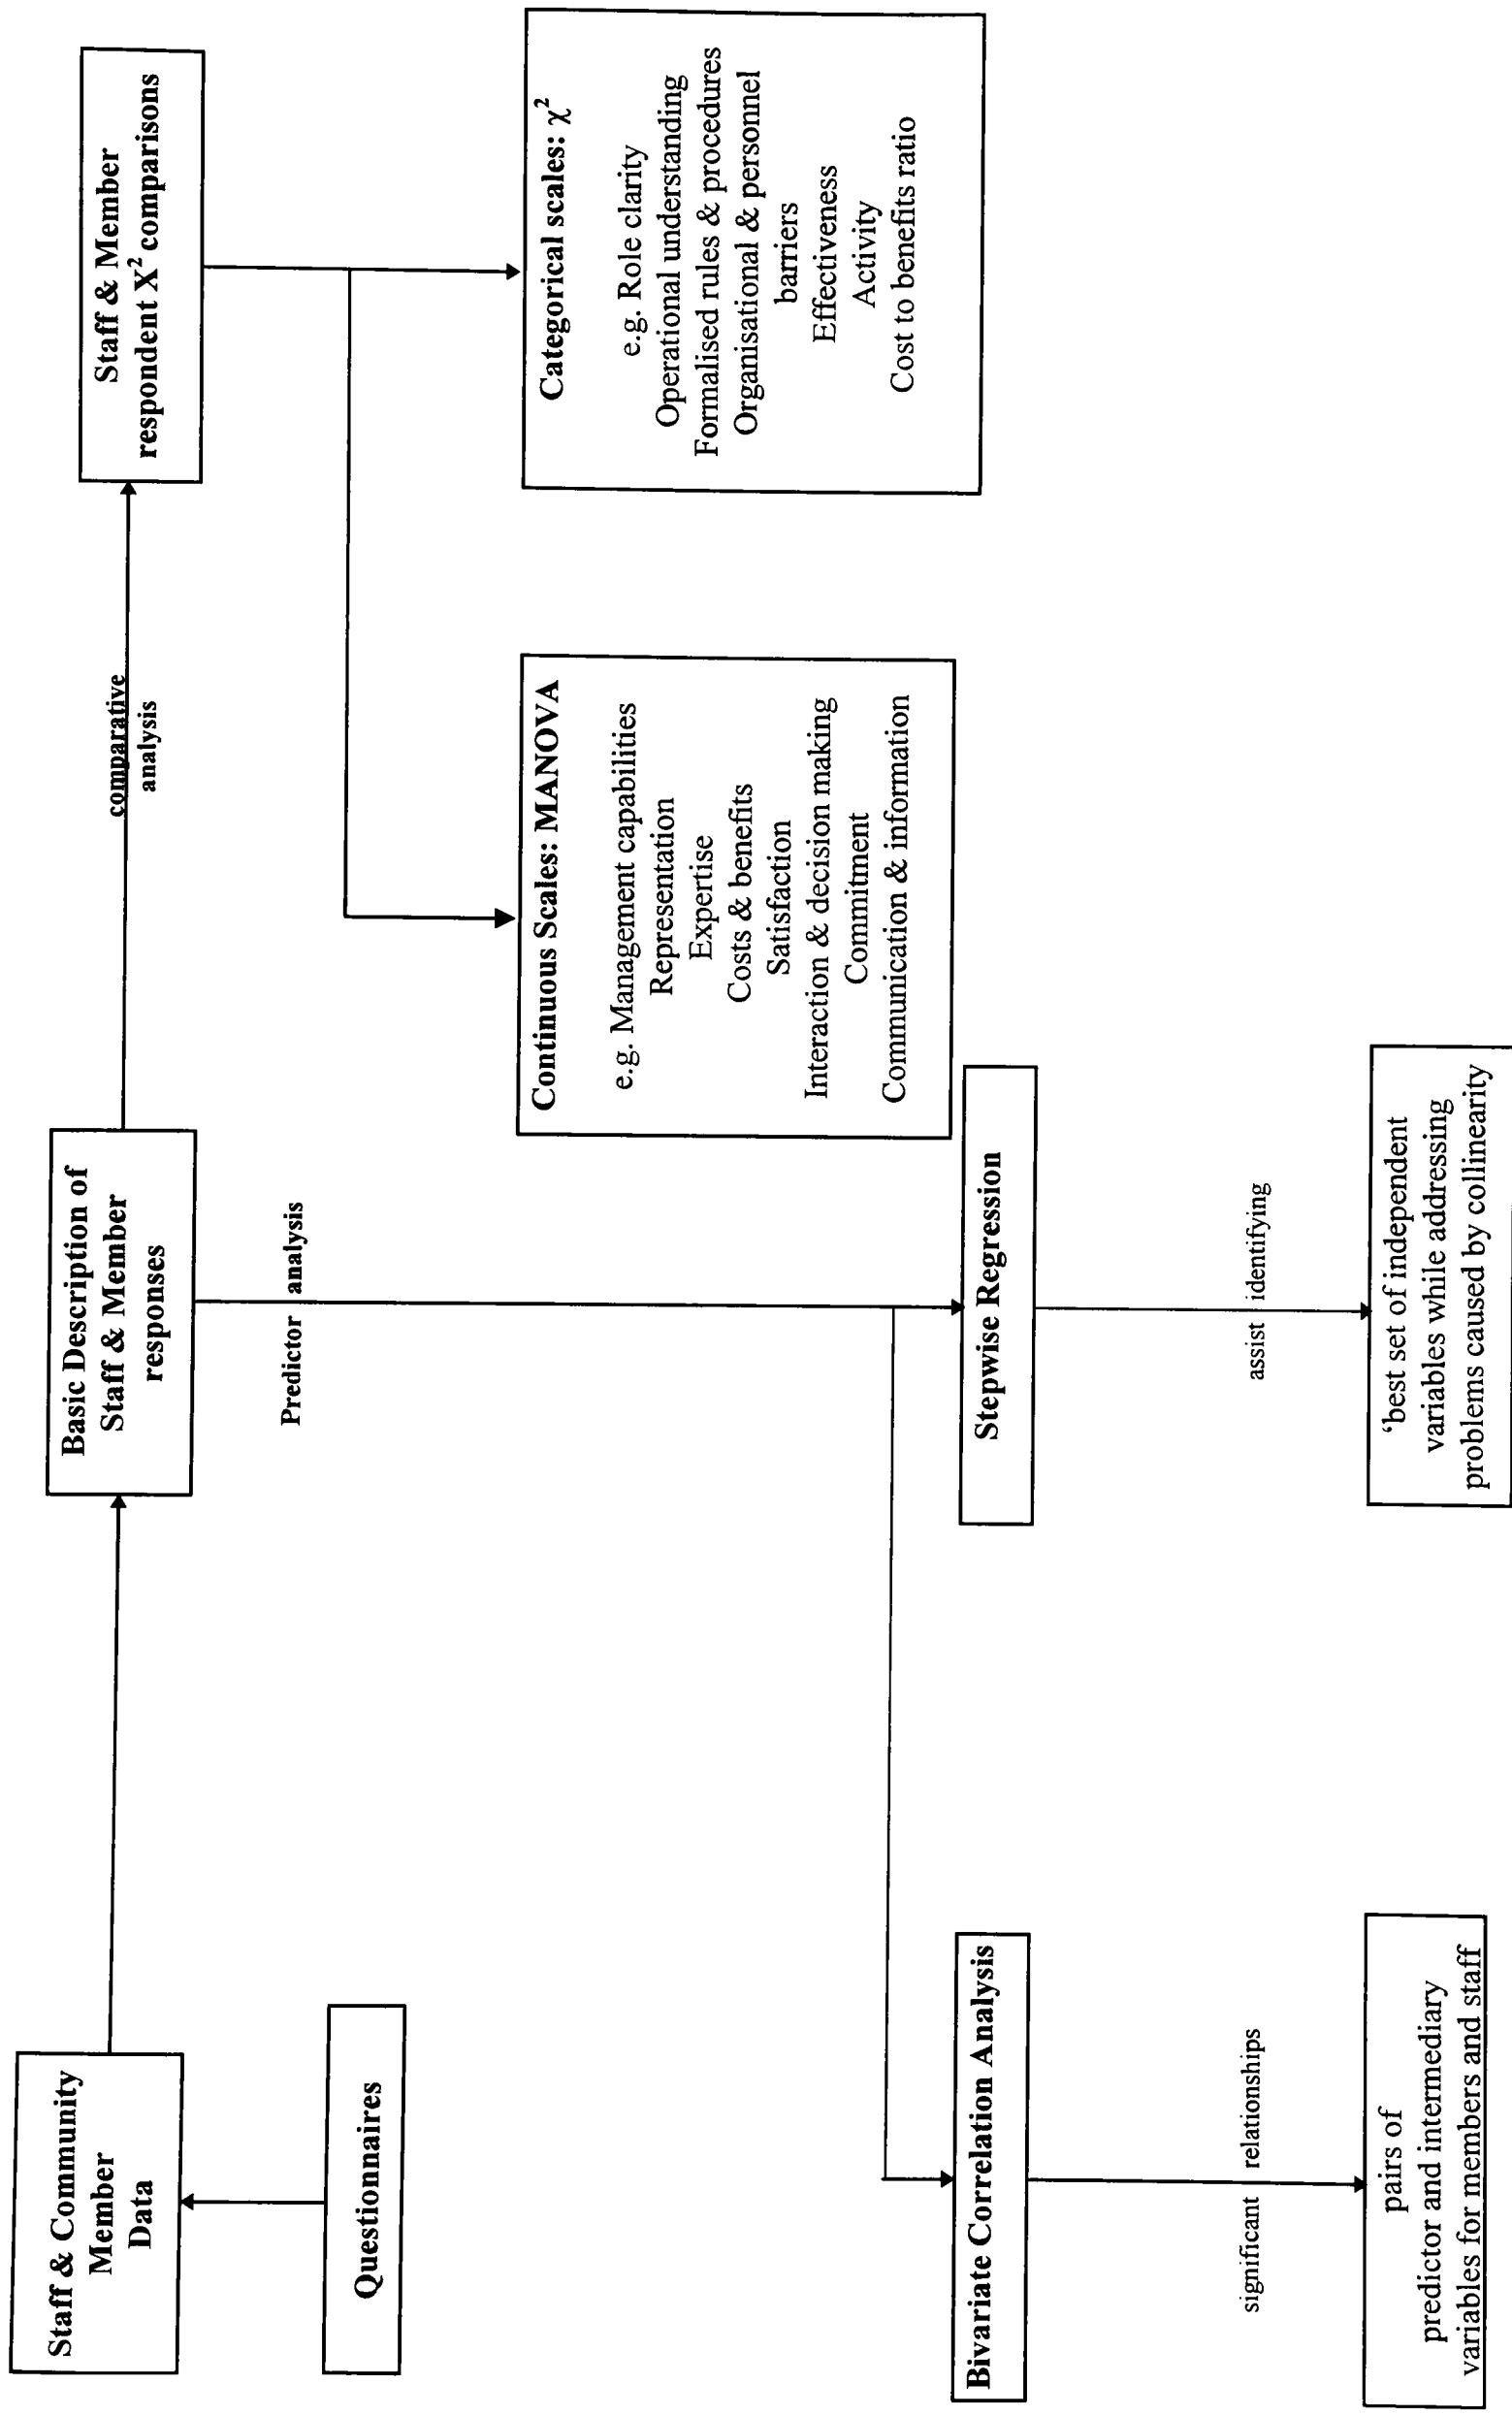 Staff & Community
Member
Data
Questionnaires
Basic Description of
Staff & Member
responses
comparative
analysis
Staff & Member
respondent X² comparisons
Predictor analysis
Continuous Scales: MANOVA
e.g. Management capabilities
Representation
Expertise
Costs & benefits
Satisfaction
Interaction & decision making
Commitment
Communication & information
Categorical scales: χ²
e.g. Role clarity
Operational understanding
Formalised rules & procedures
Organisational & personnel
barriers
Effectiveness
Activity
Cost to benefits ratio
Bivariate Correlation Analysis
Stepwise Regression
significant relationships
assist identifying
pairs of
predictor and intermediary
variables for members and staff
‘best set of independent
variables while addressing
problems caused by collinearity